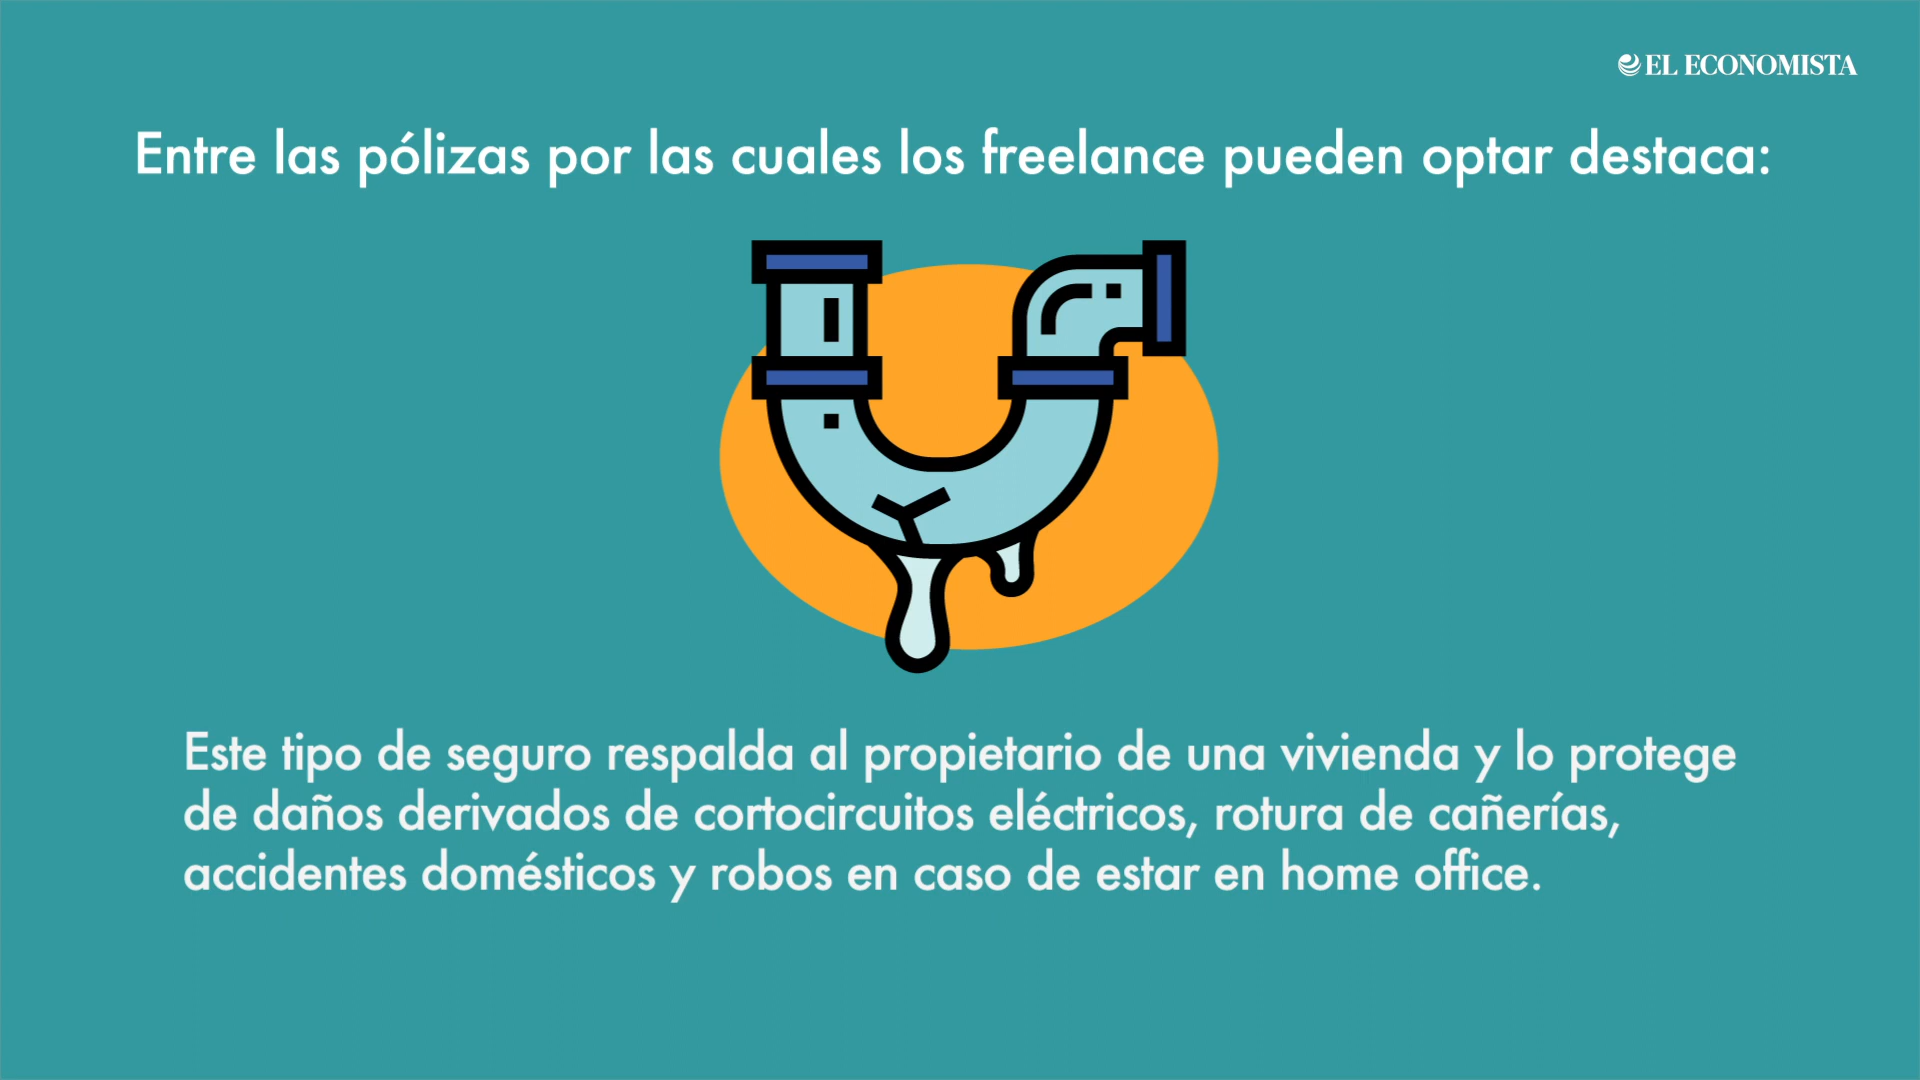 EL ECONOMISTA
Entre las pólizas por las cuales los freelance pueden optar destaca:
Este tipo de seguro respalda al propietario de una vivienda y lo protege
de daños derivados de cortocircuitos eléctricos, rotura de cañerías,
accidentes domésticos y robos en caso de estar en home office.